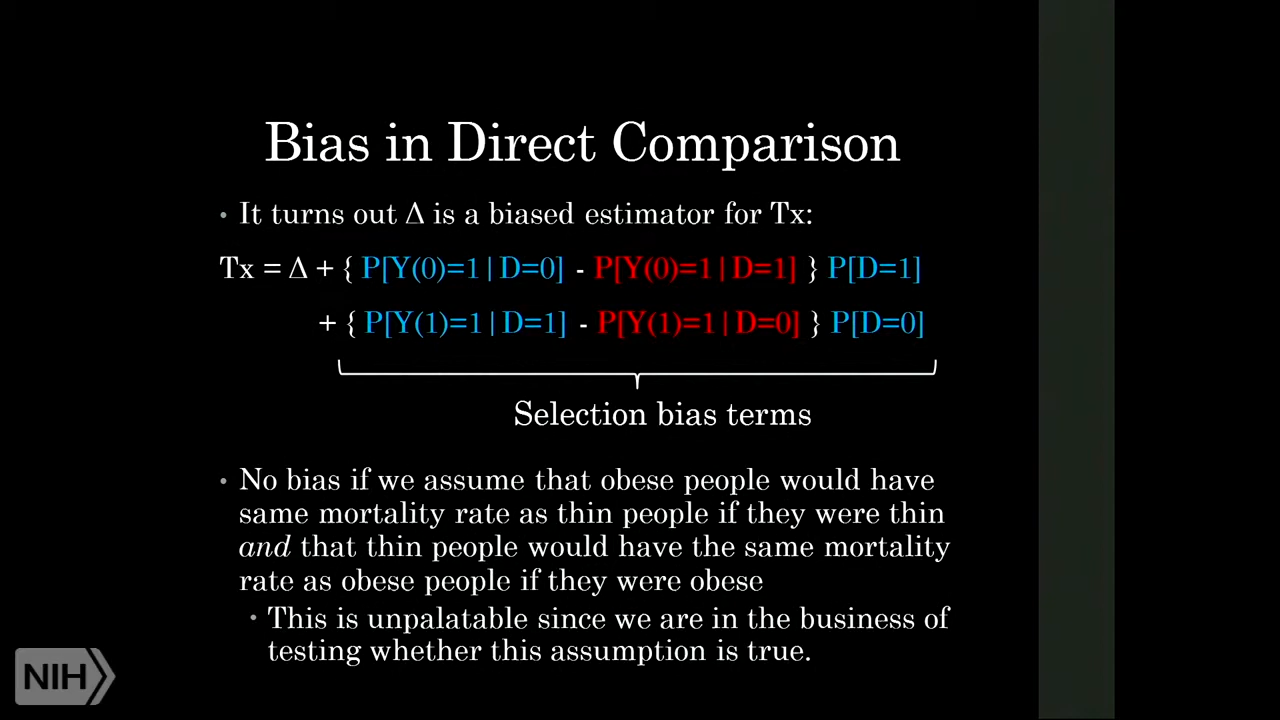 Bias in Direct Comparison
• It turns out Δ is a biased estimator for Tx:
Tx = Δ + { P[Y(0)=1 | D=0] - P[Y(0)=1 | D=1] } P[D=1]
+ { P[Y(1)=1 | D=1] - P[Y(1)=1 | D=0] } P[D=0]
Selection bias terms
• No bias if we assume that obese people would have
same mortality rate as thin people if they were thin
and that thin people would have the same mortality
rate as obese people if they were obese
• This is unpalatable since we are in the business of
testing whether this assumption is true.
NIH